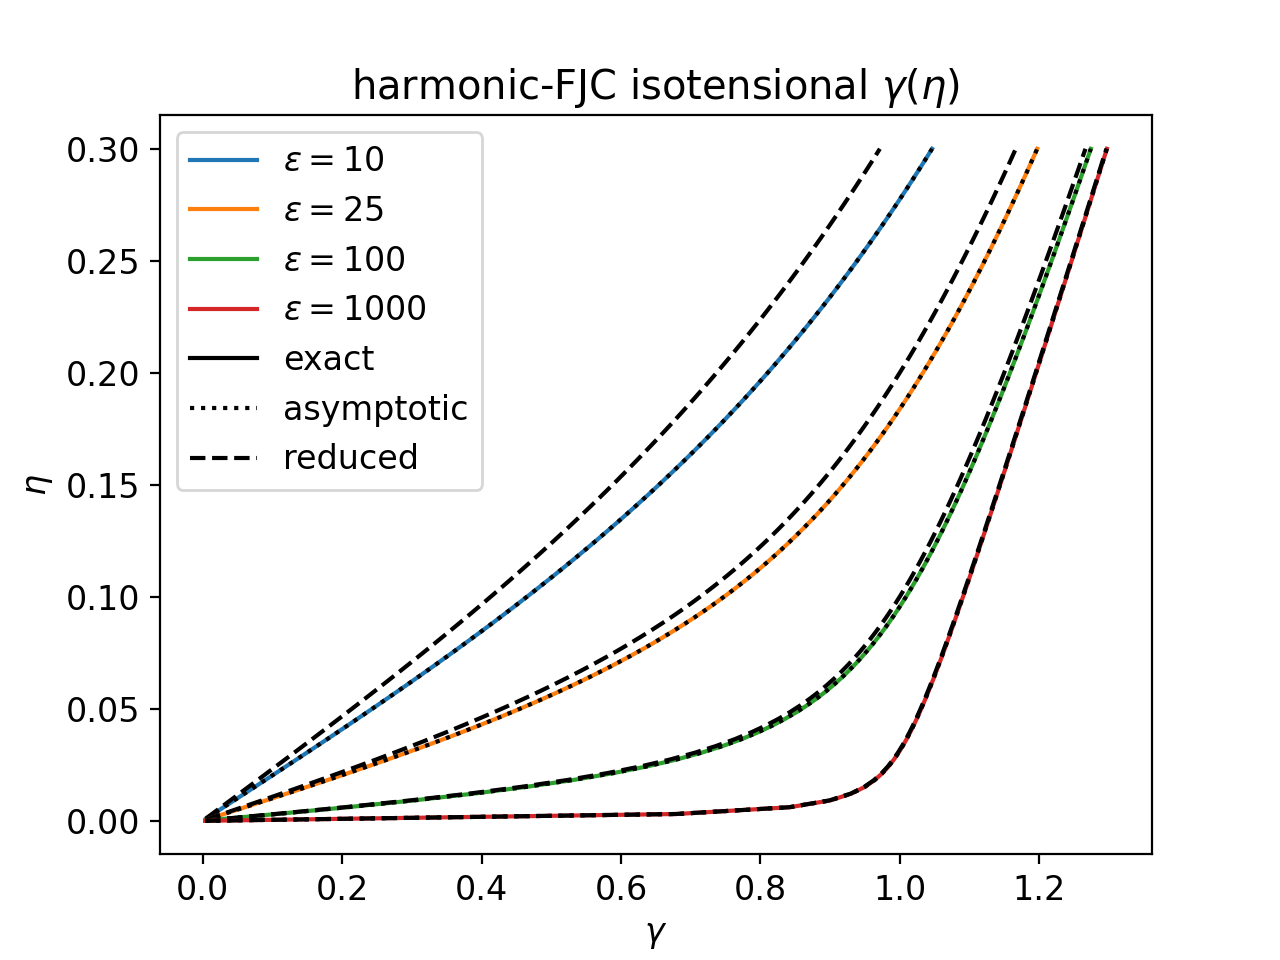 harmonic-FJC isotensional γ(η)
ε = 10
ε = 25
ε = 100
ε = 1000
exact
asymptotic
reduced
0.30
0.25
0.20
0.15
0.10
0.05
0.00
η
0.0 0.2 0.4 0.6 0.8 1.0 1.2
γ